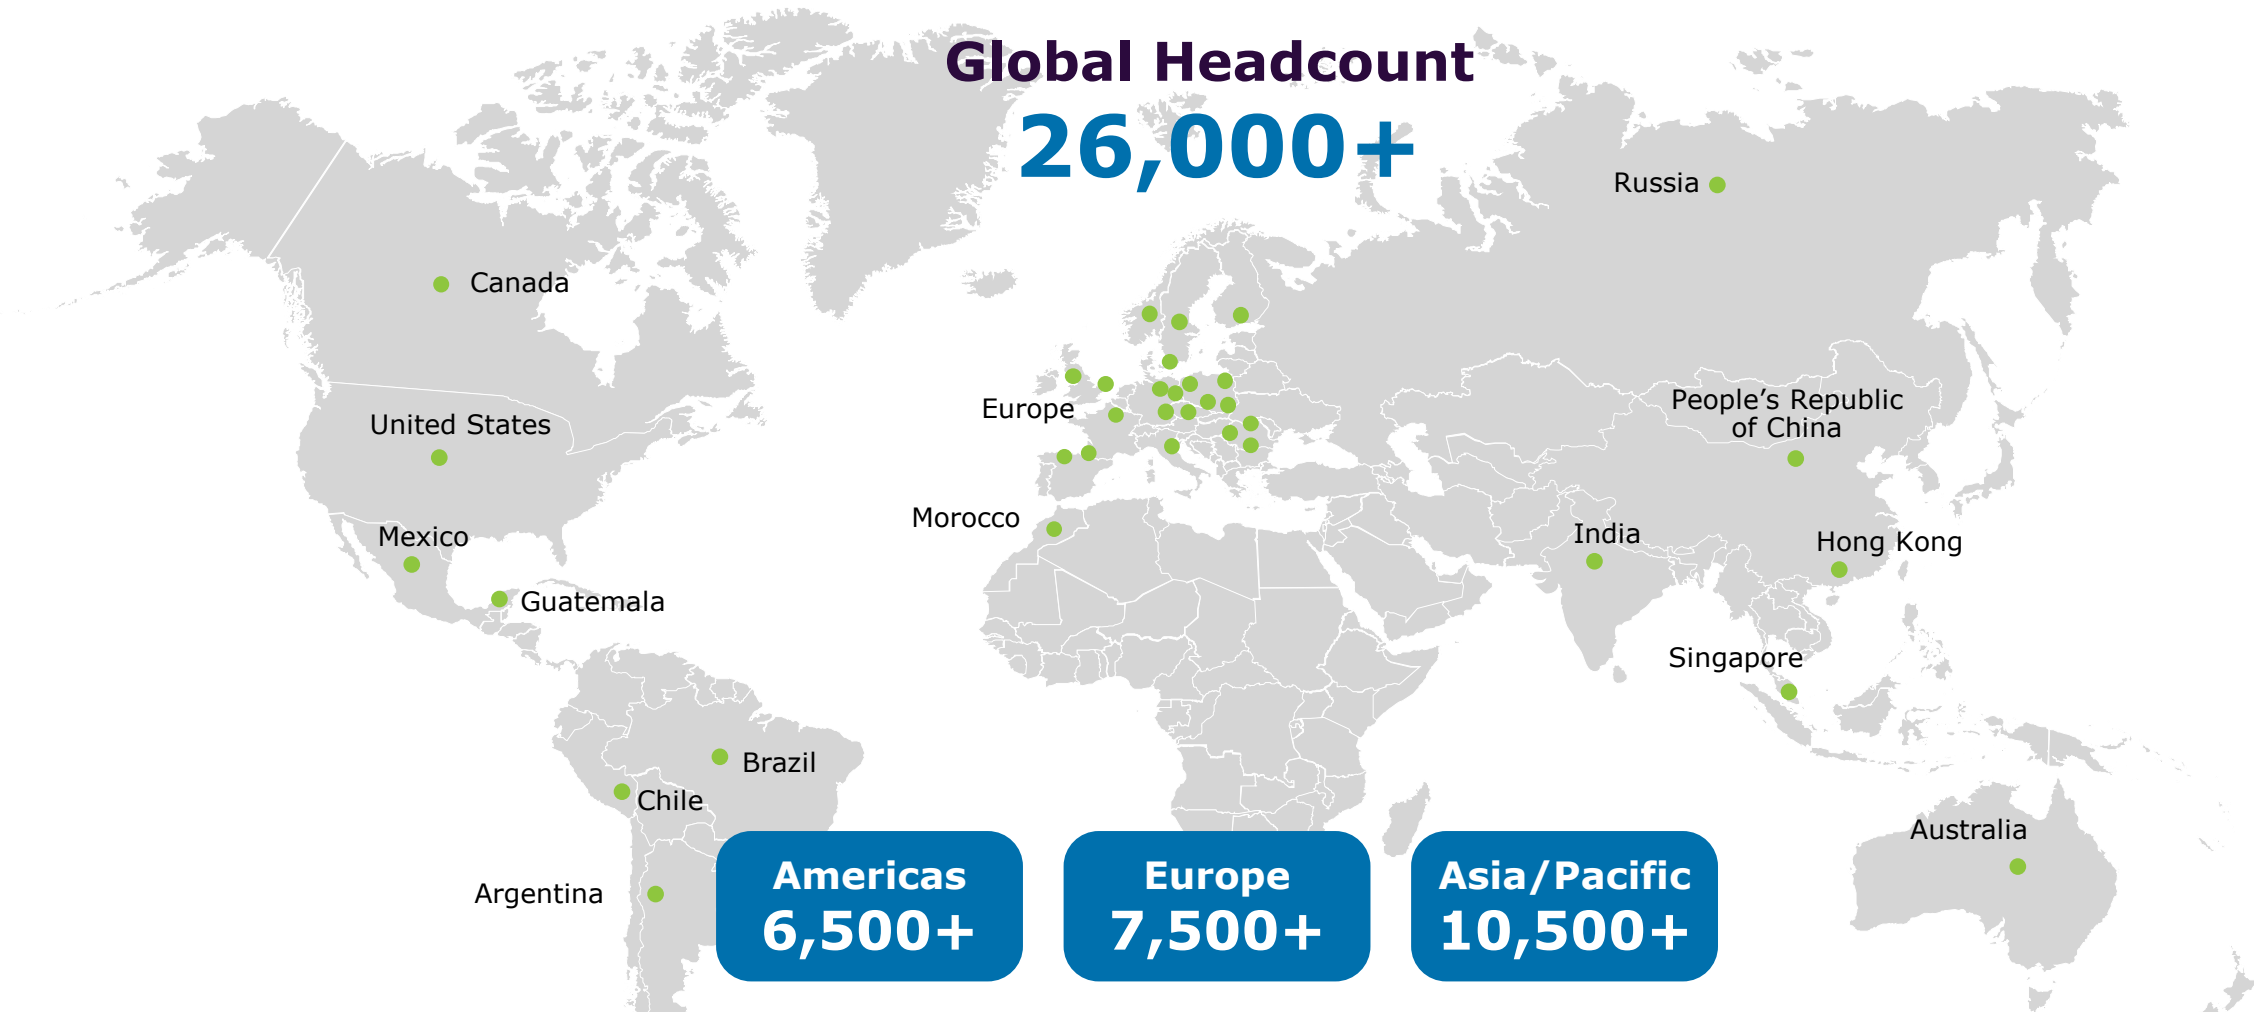 Global Headcount
26,000+
Russia
Canada
People’s Republic
of China
Europe
United States
Morocco
India
Mexico
Hong Kong
Guatemala
Singapore
Brazil
Chile
Australia
Argentina
Americas
6,500+
Europe
7,500+
Asia/Pacific
10,500+